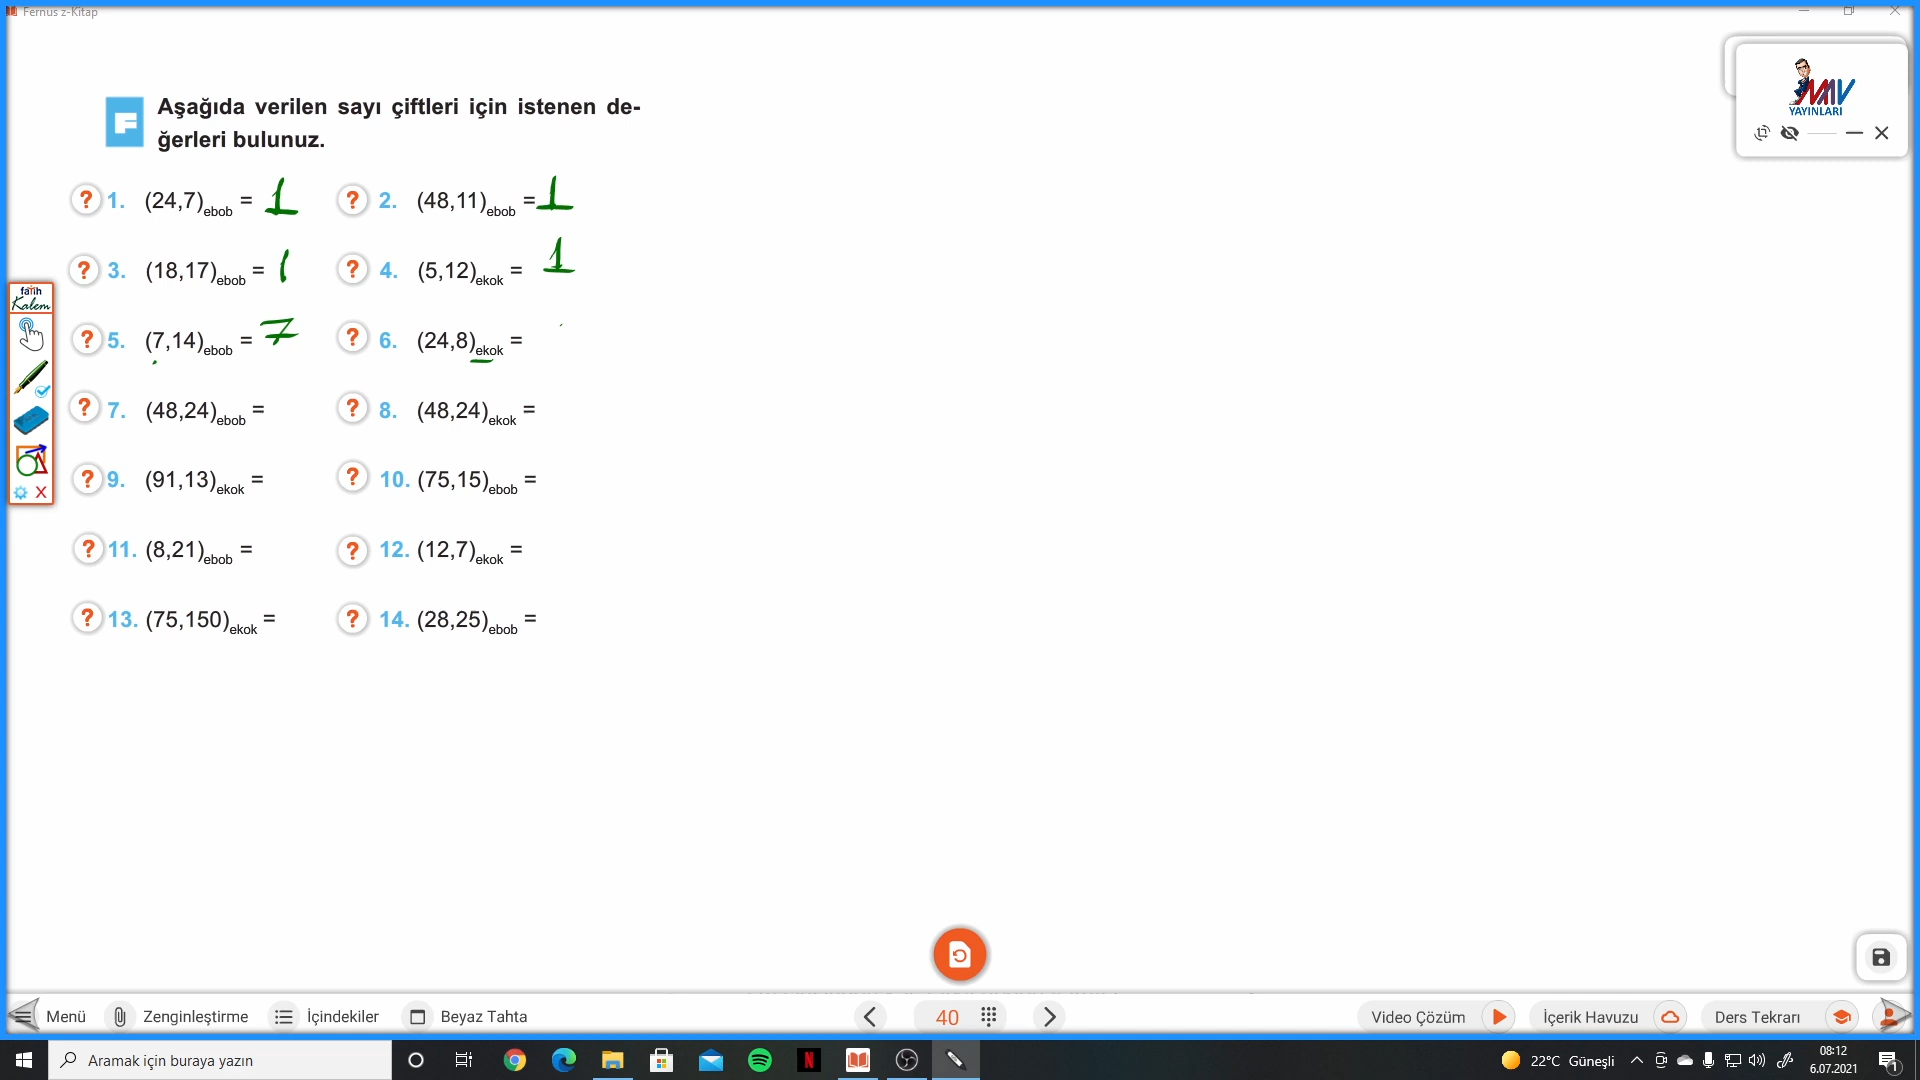 Fernus z-Kitap
MMV
YAYINLARI
F
Aşağıda verilen sayı çiftleri için istenen de-
ğerleri bulunuz.
? 1. (24,7)ebob = 1
? 2. (48,11)ebob = 1
? 3. (18,17)ebob = 1
? 4. (5,12)ekok = 1
? 5. (7,14)ebob = 7
? 6. (24,8)ekok =
? 7. (48,24)ebob =
? 8. (48,24)ekok =
? 9. (91,13)ekok =
? 10. (75,15)ebob =
? 11. (8,21)ebob =
? 12. (12,7)ekok =
? 13. (75,150)ekok =
? 14. (28,25)ebob =
fatih
Kalem
X
Menü Zenginleştirme İçindekiler Beyaz Tahta 40 Video Çözüm İçerik Havuzu Ders Tekrarı
Aramak için buraya yazın N 22°C Güneşli 08:12
6.07.2021 1